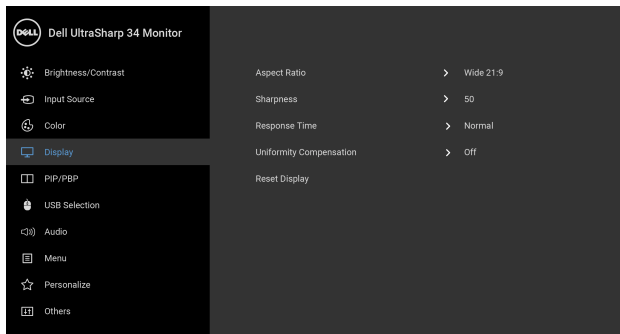 DELL Dell UltraSharp 34 Monitor
Brightness/Contrast
Input Source
Color
Display
PIP/PBP
USB Selection
Audio
Menu
Personalize
Others
Aspect Ratio > Wide 21:9
Sharpness > 50
Response Time > Normal
Uniformity Compensation > Off
Reset Display